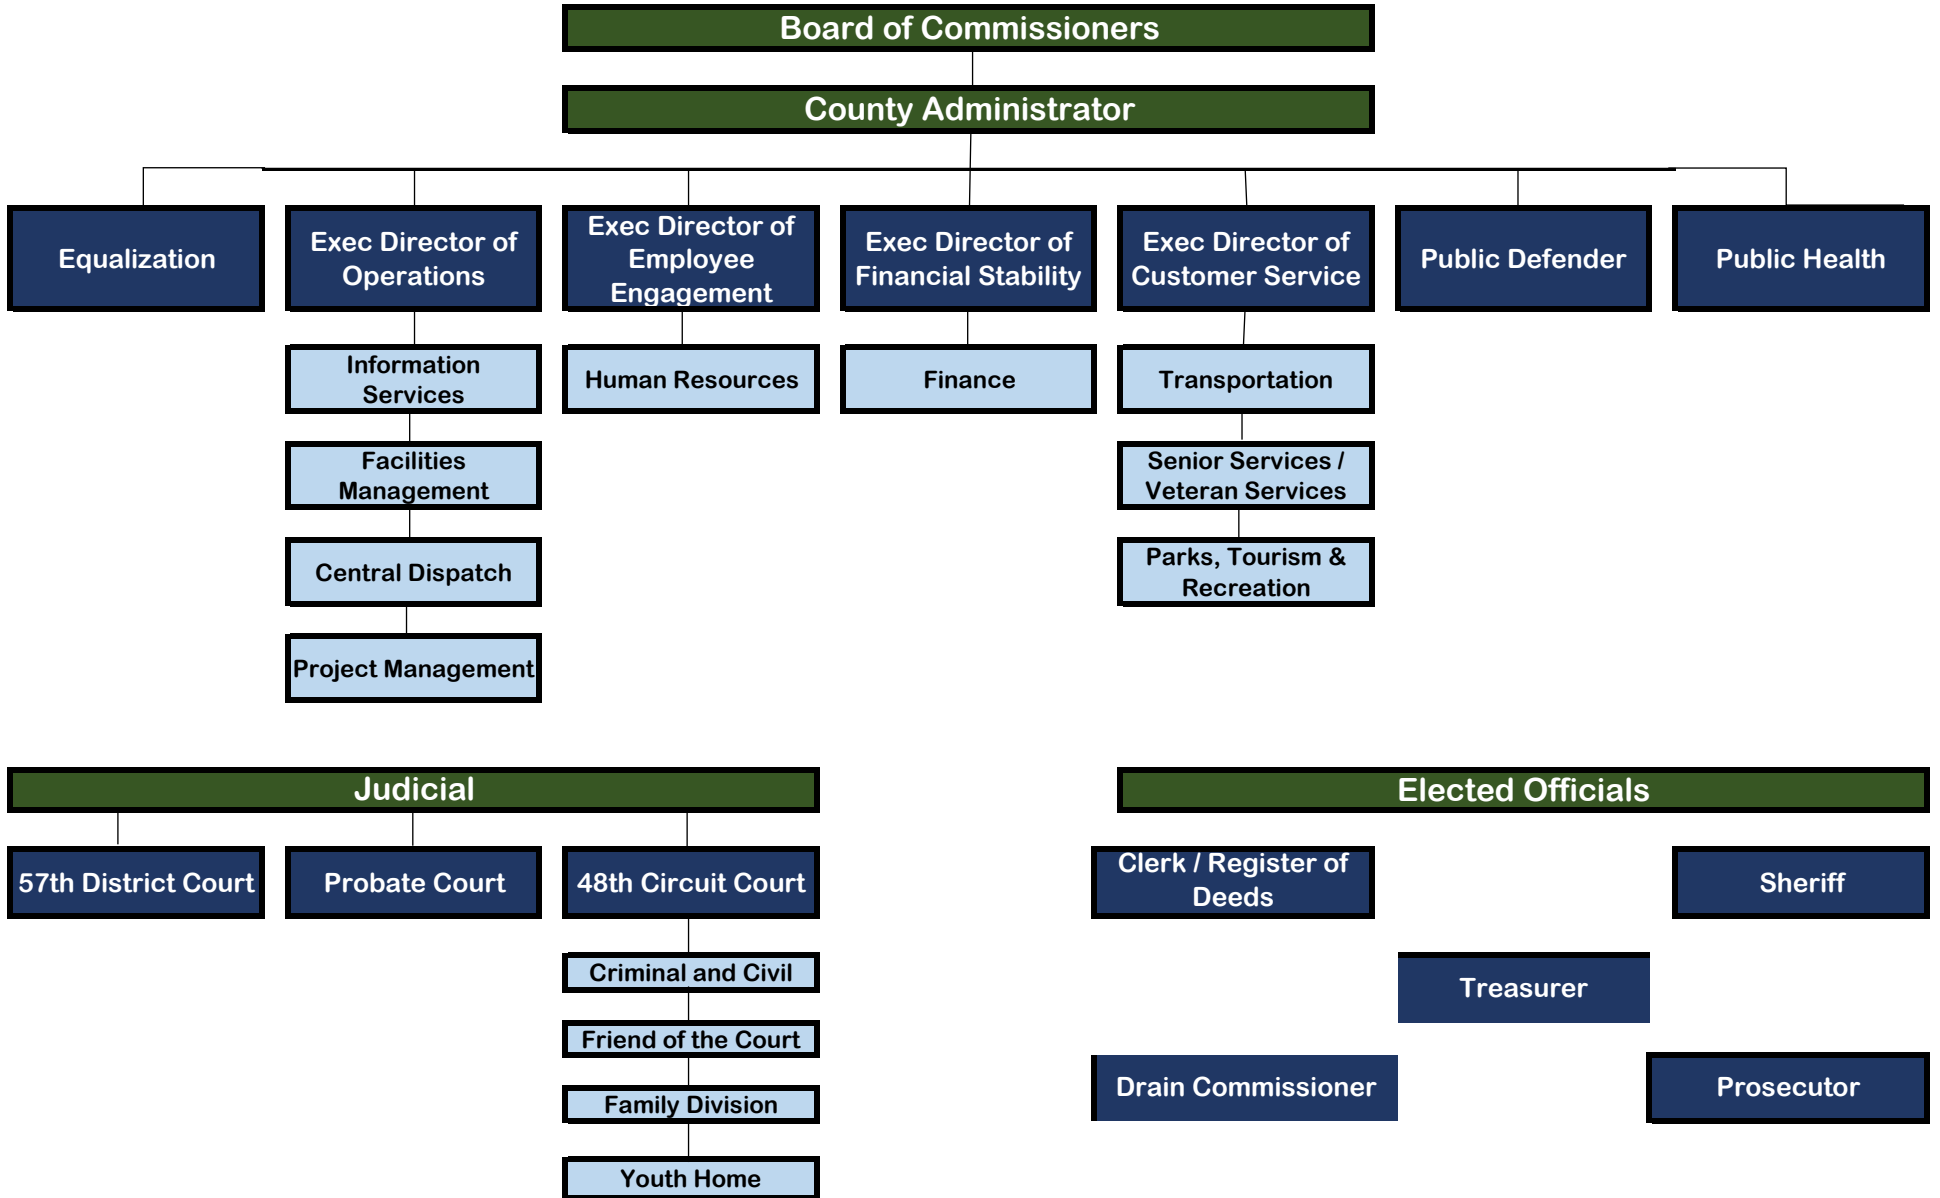 Board of Commissioners
County Administrator
Equalization
Exec Director of
Operations
Exec Director of
Employee
Engagement
Exec Director of
Financial Stability
Exec Director of
Customer Service
Public Defender
Public Health
Information
Services
Human Resources
Finance
Transportation
Facilities
Management
Senior Services /
Veteran Services
Central Dispatch
Parks, Tourism &
Recreation
Project Management
Judicial
Elected Officials
57th District Court
Probate Court
48th Circuit Court
Clerk / Register of
Deeds
Sheriff
Criminal and Civil
Treasurer
Friend of the Court
Drain Commissioner
Prosecutor
Family Division
Youth Home